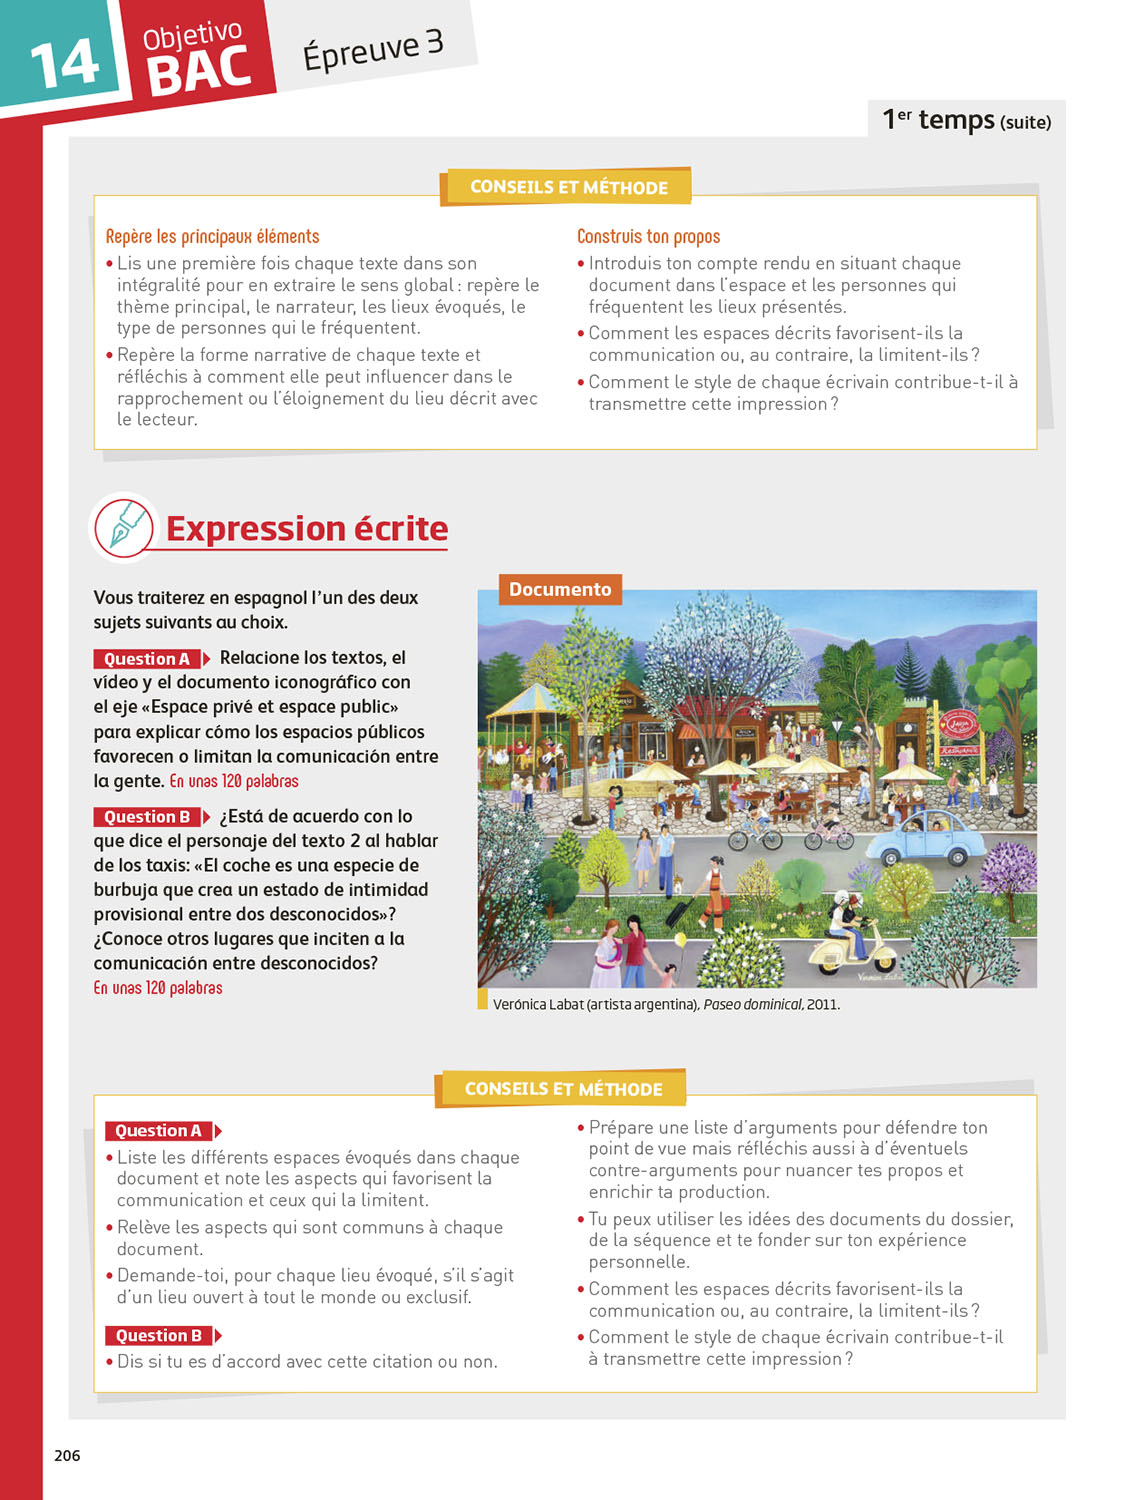 14
Objetivo
BAC
Épreuve 3
1er temps (suite)
CONSEILS ET MÉTHODE
Repère les principaux éléments
• Lis une première fois chaque texte dans son
intégralité pour en extraire le sens global : repère le
thème principal, le narrateur, les lieux évoqués, le
type de personnes qui le fréquentent.
• Repère la forme narrative de chaque texte et
réfléchis à comment elle peut influencer dans le
rapprochement ou l'éloignement du lieu décrit avec
le lecteur.
Construis ton propos
• Introduis ton compte rendu en situant chaque
document dans l'espace et les personnes qui
fréquentent les lieux présentés.
• Comment les espaces décrits favorisent-ils la
communication ou, au contraire, la limitent-ils ?
• Comment le style de chaque écrivain contribue-t-il à
transmettre cette impression ?
Expression écrite
Vous traiterez en espagnol l'un des deux
sujets suivants au choix.
Question A Relacione los textos, el
vídeo y el documento iconográfico con
el eje «Espace privé et espace public»
para explicar cómo los espacios públicos
favorecen o limitan la comunicación entre
la gente. En unas 120 palabras
Question B ¿Está de acuerdo con lo
que dice el personaje del texto 2 al hablar
de los taxis: «El coche es una especie de
burbuja que crea un estado de intimidad
provisional entre dos desconocidos»?
¿Conoce otros lugares que inciten a la
comunicación entre desconocidos?
En unas 120 palabras
Documento
Restaurante
Verónica Labat (artista argentina), Paseo dominical, 2011.
CONSEILS ET MÉTHODE
Question A
• Liste les différents espaces évoqués dans chaque
document et note les aspects qui favorisent la
communication et ceux qui la limitent.
• Relève les aspects qui sont communs à chaque
document.
• Demande-toi, pour chaque lieu évoqué, s'il s'agit
d'un lieu ouvert à tout le monde ou exclusif.
Question B
• Dis si tu es d'accord avec cette citation ou non.
• Prépare une liste d'arguments pour défendre ton
point de vue mais réfléchis aussi à d'éventuels
contre-arguments pour nuancer tes propos et
enrichir ta production.
• Tu peux utiliser les idées des documents du dossier,
de la séquence et te fonder sur ton expérience
personnelle.
• Comment les espaces décrits favorisent-ils la
communication ou, au contraire, la limitent-ils ?
• Comment le style de chaque écrivain contribue-t-il
à transmettre cette impression ?
206